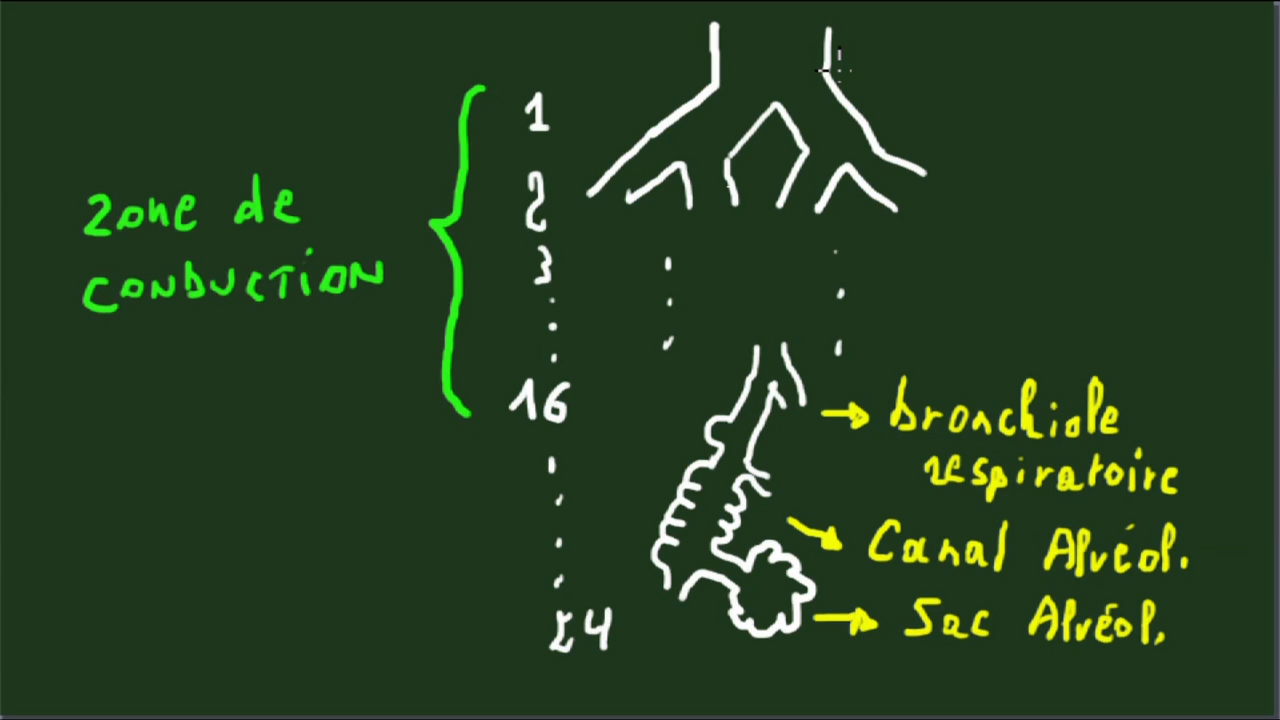 Zone de
CONDUCTION
1
2
3
16
24
bronchiole
respiratoire
Canal Alvéol.
Sac Alvéol.